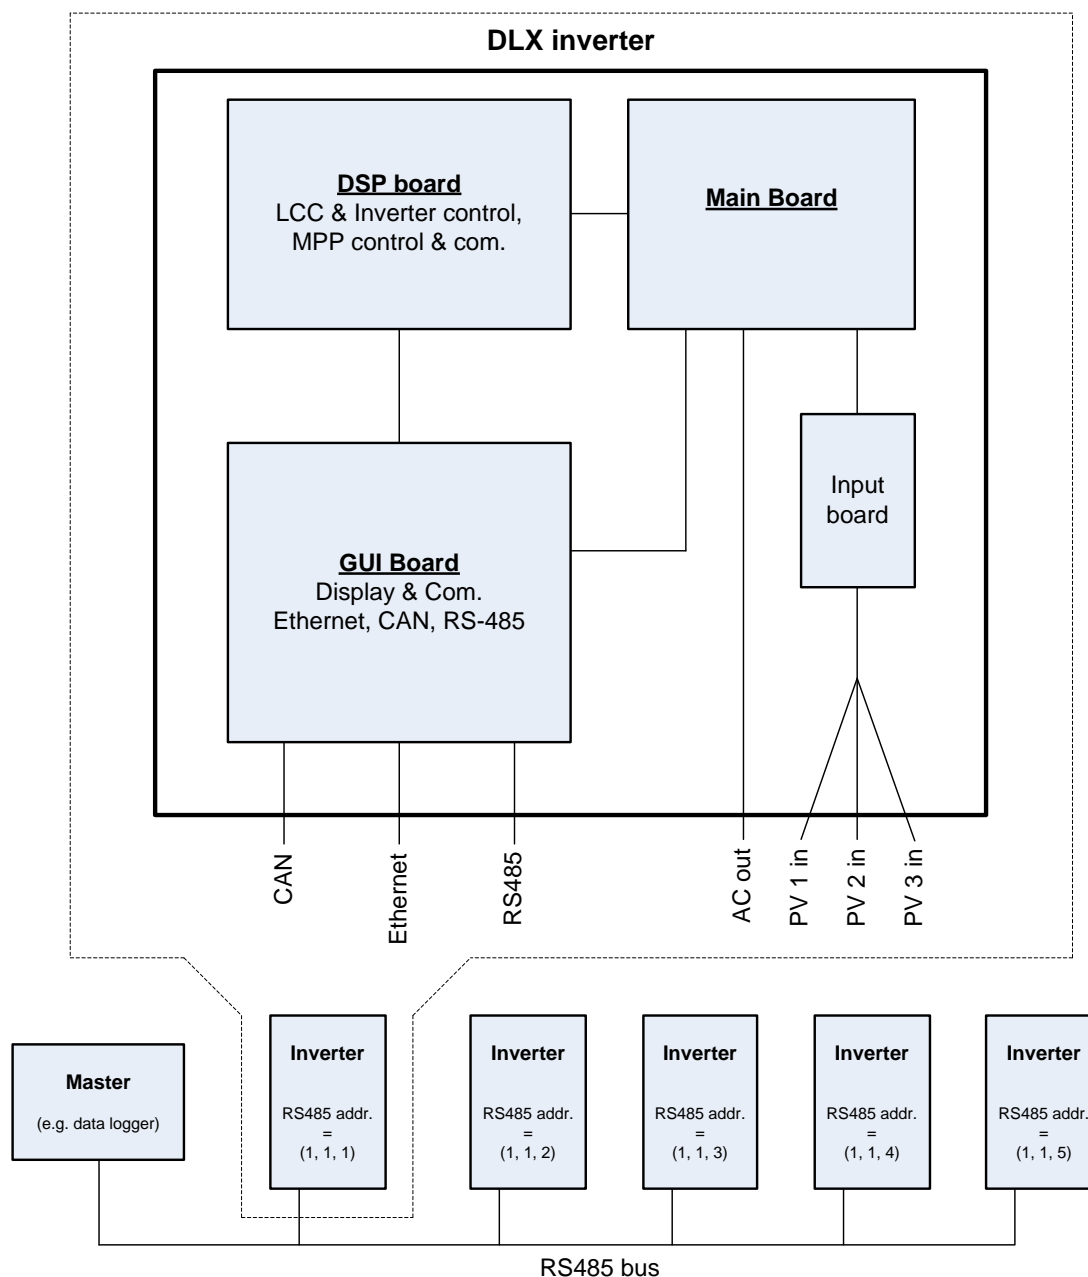 DLX inverter
DSP board
LCC & Inverter control,
MPP control & com.
Main Board
Input
board
GUI Board
Display & Com.
Ethernet, CAN, RS-485
CAN
Ethernet
RS485
AC out
PV 1 in
PV 2 in
PV 3 in
Master
(e.g. data logger)
Inverter
RS485 addr.
=
(1, 1, 1)
Inverter
RS485 addr.
=
(1, 1, 2)
Inverter
RS485 addr.
=
(1, 1, 3)
Inverter
RS485 addr.
=
(1, 1, 4)
Inverter
RS485 addr.
=
(1, 1, 5)
RS485 bus